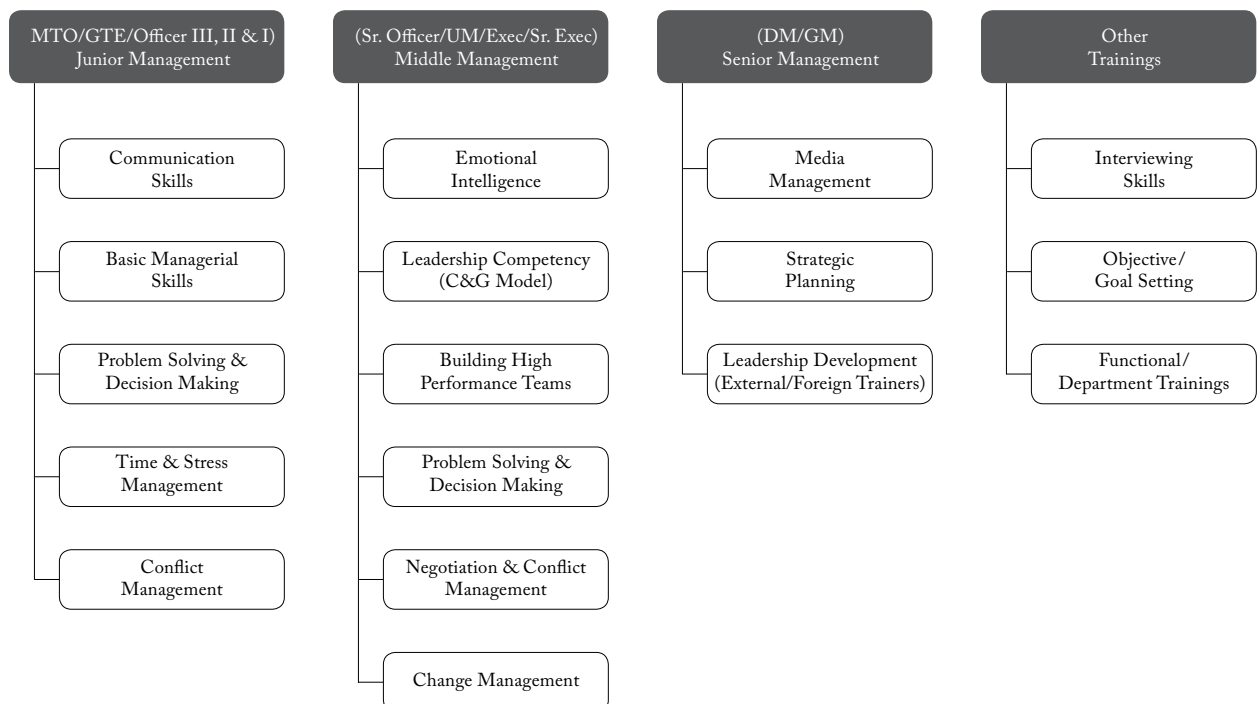 MTO/GTE/Officer III, II & I)
Junior Management
Communication
Skills
Basic Managerial
Skills
Problem Solving &
Decision Making
Time & Stress
Management
Conflict
Management
(Sr. Officer/UM/Exec/Sr. Exec)
Middle Management
Emotional
Intelligence
Leadership Competency
(C&G Model)
Building High
Performance Teams
Problem Solving &
Decision Making
Negotiation & Conflict
Management
Change Management
(DM/GM)
Senior Management
Media
Management
Strategic
Planning
Leadership Development
(External/Foreign Trainers)
Other
Trainings
Interviewing
Skills
Objective/
Goal Setting
Functional/
Department Trainings